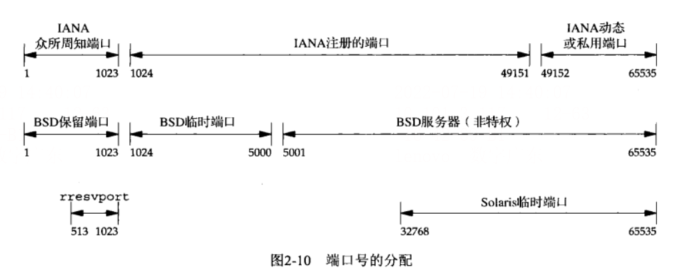 IANA
众所周知端口
IANA注册的端口
IANA动态
或私用端口
1 1023 1024 49151 49152 65535
BSD保留端口 BSD临时端口 BSD服务器（非特权）
1 1023 1024 5000 5001 65535
rresvport Solaris临时端口
513 1023 32768 65535
图2-10 端口号的分配